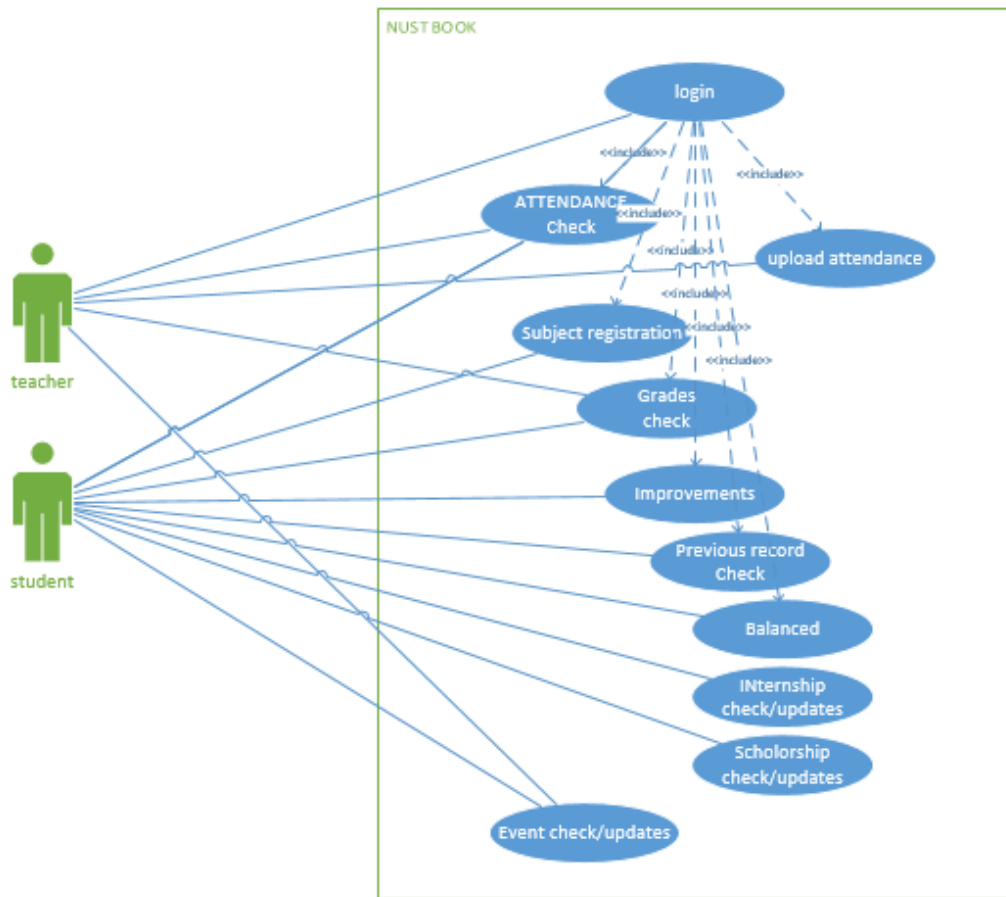 NUST BOOK
login
<<include>>
<<include>>
ATTENDANCE
Check
<<include>>
<<include>>
upload attendance
<<include>>
Subject registration
<<include>>
<<include>>
teacher
Grades
check
Improvements
Previous record
Check
student
Balanced
INternship
check/updates
Scholorship
check/updates
Event check/updates